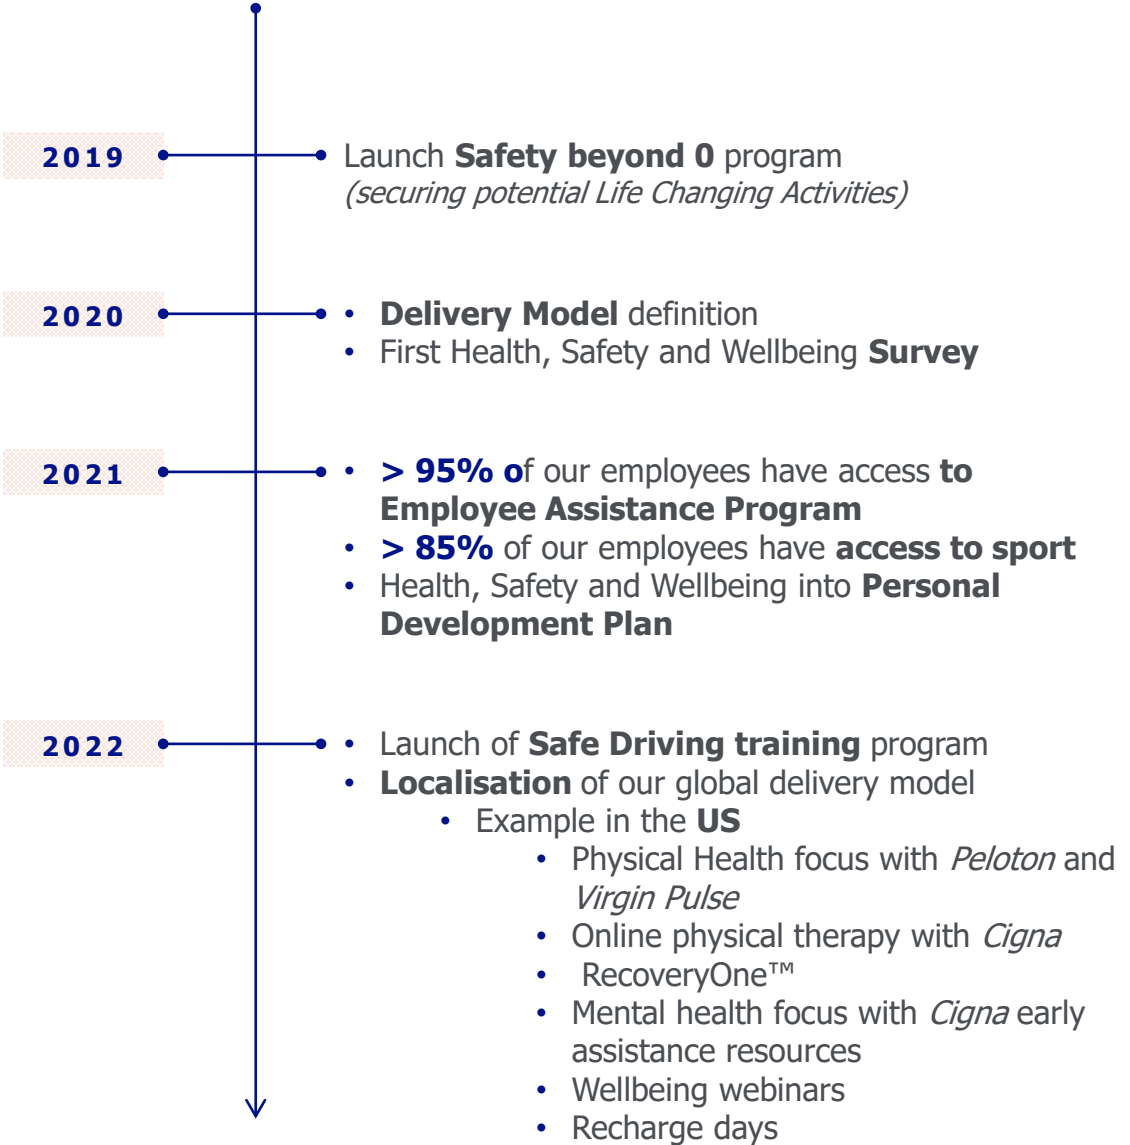 2019
Launch Safety beyond 0 program
(securing potential Life Changing Activities)
2020
• Delivery Model definition
• First Health, Safety and Wellbeing Survey
2021
• > 95% of our employees have access to
Employee Assistance Program
• > 85% of our employees have access to sport
• Health, Safety and Wellbeing into Personal
Development Plan
2022
• Launch of Safe Driving training program
• Localisation of our global delivery model
• Example in the US
• Physical Health focus with Peloton and
Virgin Pulse
• Online physical therapy with Cigna
• RecoveryOne™
• Mental health focus with Cigna early
assistance resources
• Wellbeing webinars
• Recharge days